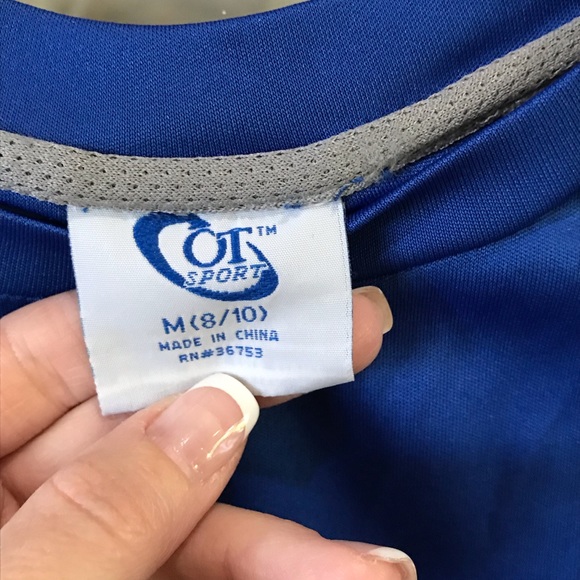 OT™
SPORT
M(8/10)
MADE IN CHINA
RN#36753